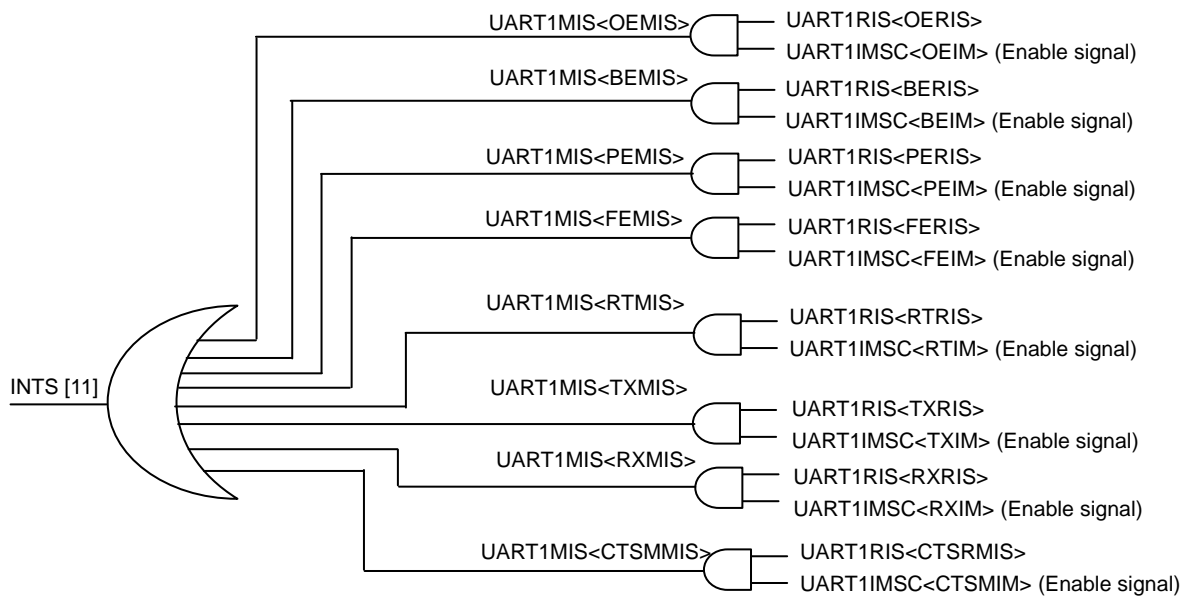 UART1MIS<OEMIS>
UART1RIS<OERIS>
UART1IMSC<OEIM> (Enable signal)
UART1MIS<BEMIS>
UART1RIS<BERIS>
UART1IMSC<BEIM> (Enable signal)
UART1MIS<PEMIS>
UART1RIS<PERIS>
UART1IMSC<PEIM> (Enable signal)
UART1MIS<FEMIS>
UART1RIS<FERIS>
UART1IMSC<FEIM> (Enable signal)
UART1MIS<RTMIS>
UART1RIS<RTRIS>
UART1IMSC<RTIM> (Enable signal)
INTS [11]
UART1MIS<TXMIS>
UART1RIS<TXRIS>
UART1IMSC<TXIM> (Enable signal)
UART1MIS<RXMIS>
UART1RIS<RXRIS>
UART1IMSC<RXIM> (Enable signal)
UART1MIS<CTSMMIS>
UART1RIS<CTSRMIS>
UART1IMSC<CTSMIM> (Enable signal)